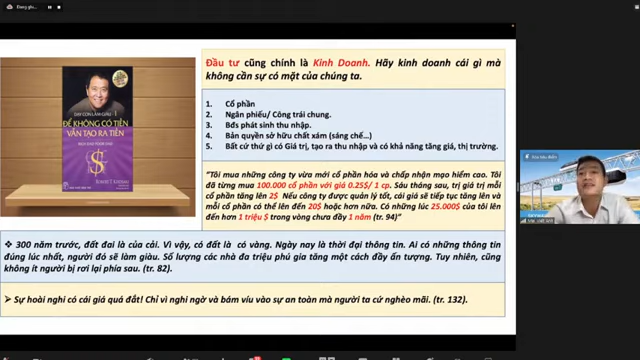 Đầu tư cũng chính là Kinh Doanh. Hãy kinh doanh cái gì mà
không cần sự có mặt của chúng ta.
DẠY CON LÀM GIÀU
ĐỂ KHÔNG CÓ TIỀN
VẪN TẠO RA TIỀN
1. Cổ phần
2. Ngân phiếu/ Công trái chung.
3. Bđs phát sinh thu nhập.
4. Bản quyền sở hữu chất xám (sáng chế...)
5. Bất cứ thứ gì có Giá trị, tạo ra thu nhập và có khả năng tăng giá, thị trường.
“Tôi mua những công ty vừa mới cổ phần hóa và chấp nhận mạo hiểm cao. Tôi
đã từng mua 100.000 cổ phần với giá 0.25$/ 1 cp. Sáu tháng sau, trị giá trị mỗi
cổ phần tăng lên 2$. Nếu công ty được quản lý tốt, cái giá sẽ tiếp tục tăng lên và
mỗi cổ phần có thể lên đến 20$ hoặc hơn nữa. Có những lúc 25.000$ của tôi lên
đến hơn 1 triệu $ trong vòng chưa đầy 1 năm (tr. 94)”
❖ 300 năm trước, đất đai là của cải. Vì vậy, có đất là có vàng. Ngày nay là thời đại thông tin. Ai có những thông tin
đúng lúc nhất, người đó sẽ làm giàu. Số lượng các nhà đa triệu phú gia tăng một cách đầy ấn tượng. Tuy nhiên, cũng
không ít người bị rơi lại phía sau. (tr. 82).
➢ Sự hoài nghi có cái giá quá đắt! Chỉ vì nghi ngờ và bám víu vào sự an toàn mà người ta cứ nghèo mãi. (tr. 132).